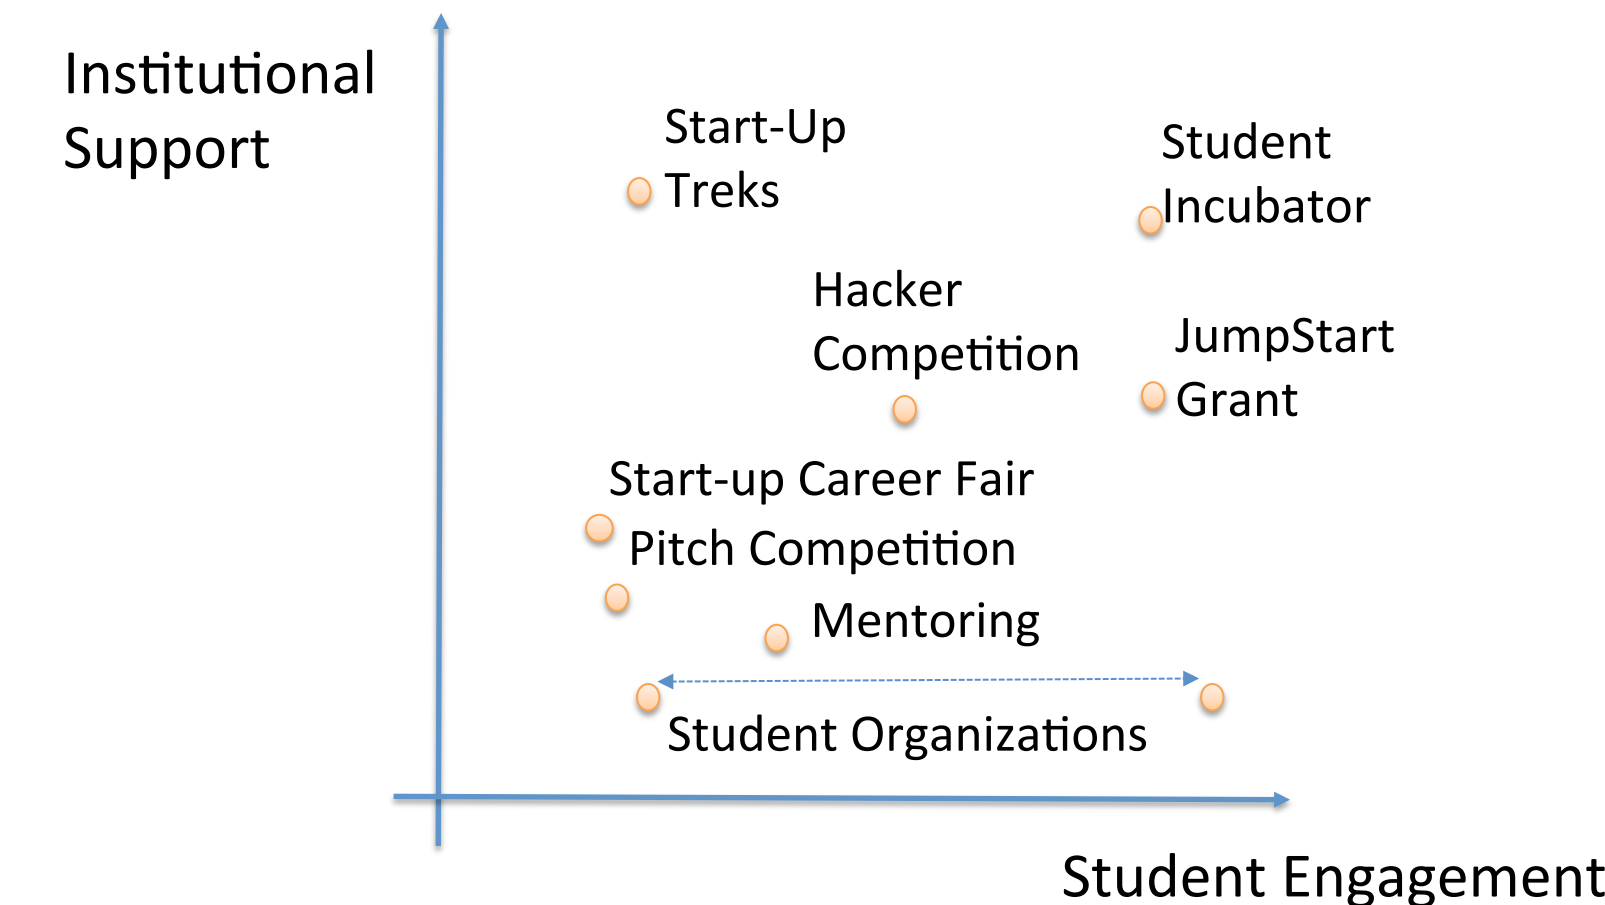 Institutional
Support
Start-Up
Treks
Student
Incubator
Hacker
Competition
JumpStart
Grant
Start-up Career Fair
Pitch Competition
Mentoring
Student Organizations
Student Engagement